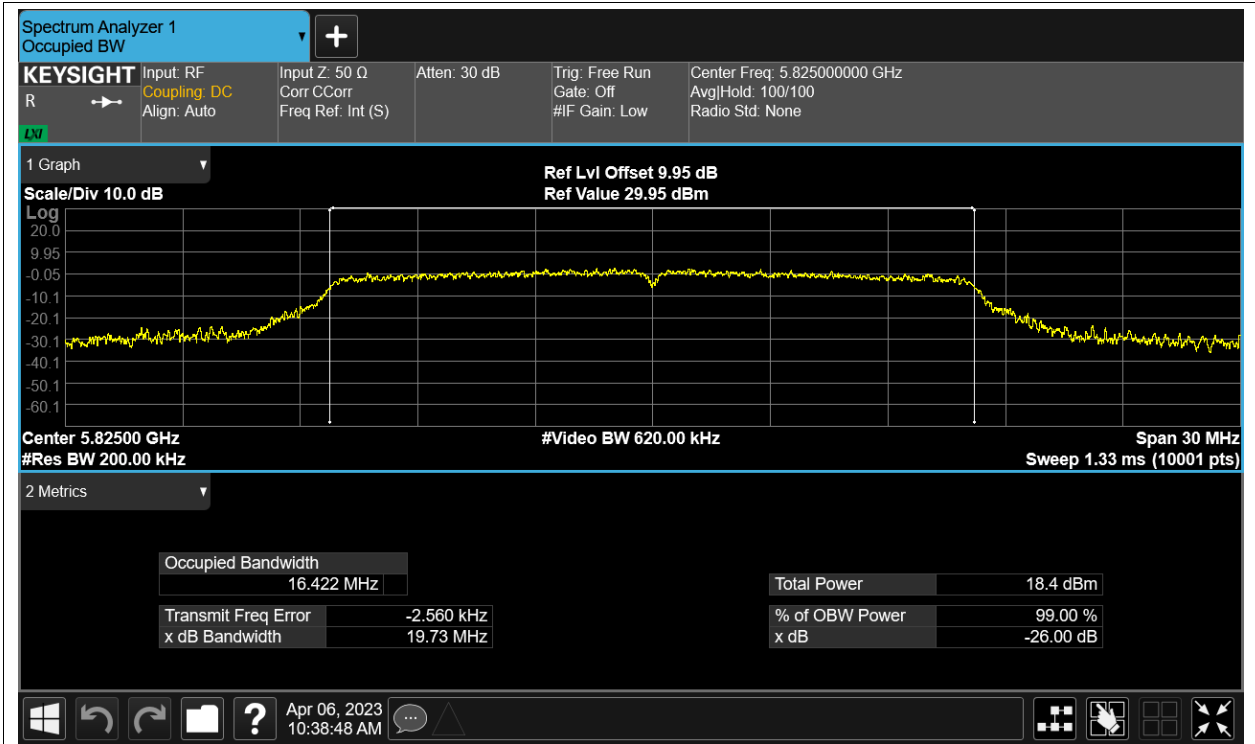 Spectrum Analyzer 1
Occupied BW
KEYSIGHT
R
LXI
Input: RF
Coupling: DC
Align: Auto
Input Z: 50 Ω
Corr CCorr
Freq Ref: Int (S)
Atten: 30 dB
Trig: Free Run
Gate: Off
#IF Gain: Low
Center Freq: 5.825000000 GHz
Avg|Hold: 100/100
Radio Std: None
1 Graph
Scale/Div 10.0 dB
Ref Lvl Offset 9.95 dB
Ref Value 29.95 dBm
Log
20.0
9.95
-0.05
-10.1
-20.1
-30.1
-40.1
-50.1
-60.1
Center 5.82500 GHz
#Video BW 620.00 kHz
Span 30 MHz
#Res BW 200.00 kHz
Sweep 1.33 ms (10001 pts)
2 Metrics
Occupied Bandwidth
16.422 MHz
Total Power 18.4 dBm
Transmit Freq Error -2.560 kHz
% of OBW Power 99.00 %
x dB Bandwidth 19.73 MHz
x dB -26.00 dB
?
Apr 06, 2023
10:38:48 AM